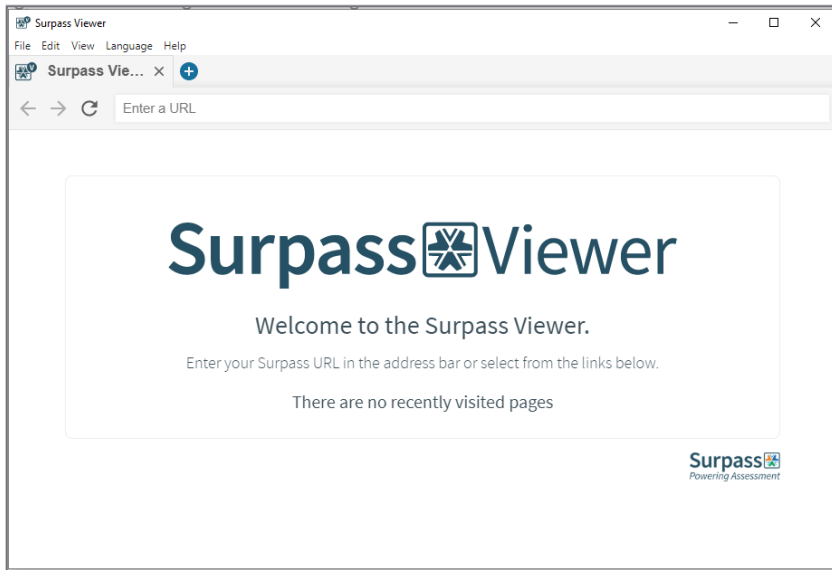 Surpass Viewer
File Edit View Language Help
Surpass Vie...
Enter a URL
Surpass Viewer
Welcome to the Surpass Viewer.
Enter your Surpass URL in the address bar or select from the links below.
There are no recently visited pages
Surpass
Powering Assessment